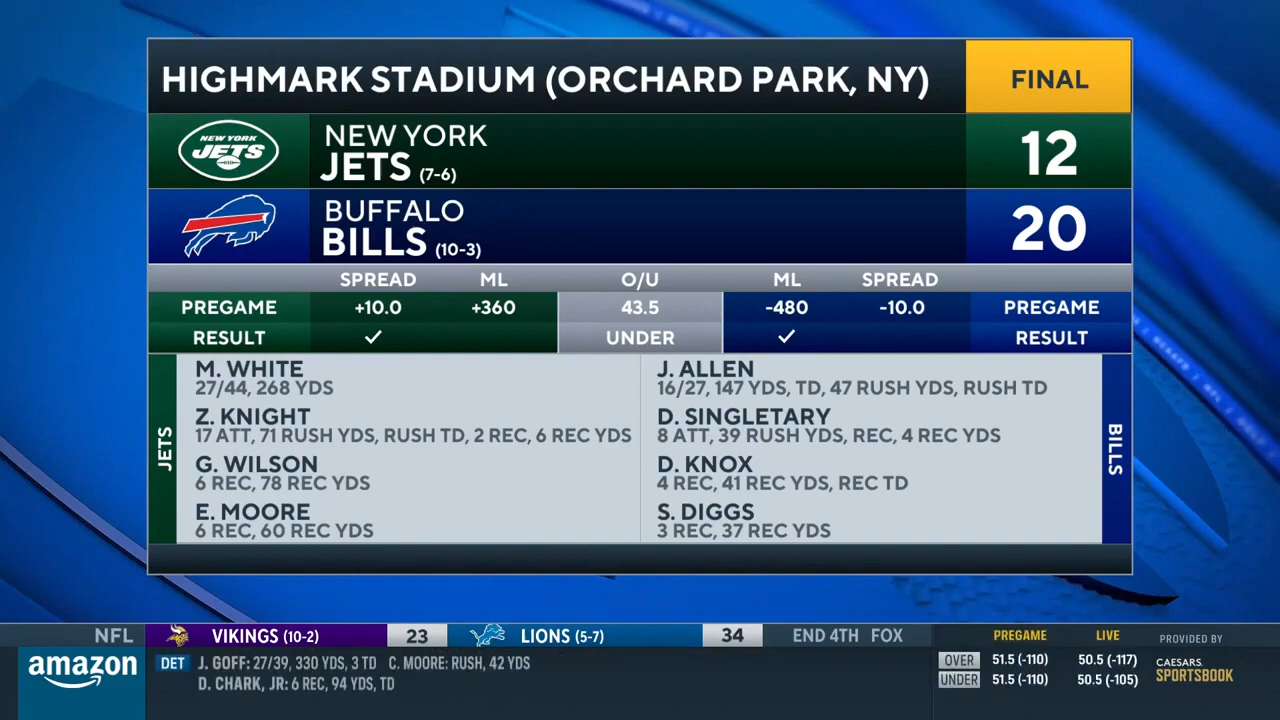 HIGHMARK STADIUM (ORCHARD PARK, NY) FINAL
NEW YORK JETS
NEW YORK
JETS (7-6) 12
BUFFALO
BILLS (10-3) 20
SPREAD ML O/U ML SPREAD
PREGAME +10.0 +360 43.5 -480 -10.0 PREGAME
RESULT ✓ UNDER ✓ RESULT
JETS
M. WHITE
27/44, 268 YDS
Z. KNIGHT
17 ATT, 71 RUSH YDS, RUSH TD, 2 REC, 6 REC YDS
G. WILSON
6 REC, 78 REC YDS
E. MOORE
6 REC, 60 REC YDS
J. ALLEN
16/27, 147 YDS, TD, 47 RUSH YDS, RUSH TD
D. SINGLETARY
8 ATT, 39 RUSH YDS, REC, 4 REC YDS
D. KNOX
4 REC, 41 REC YDS, REC TD
S. DIGGS
3 REC, 37 REC YDS
BILLS
NFL VIKINGS (10-2) 23 LIONS (5-7) 34 END 4TH FOX
amazon
DET J. GOFF: 27/39, 330 YDS, 3 TD C. MOORE: RUSH, 42 YDS
D. CHARK, JR: 6 REC, 94 YDS, TD
PREGAME LIVE
OVER 51.5 (-110) 50.5 (-117)
UNDER 51.5 (-110) 50.5 (-105)
PROVIDED BY
CAESARS
SPORTSBOOK